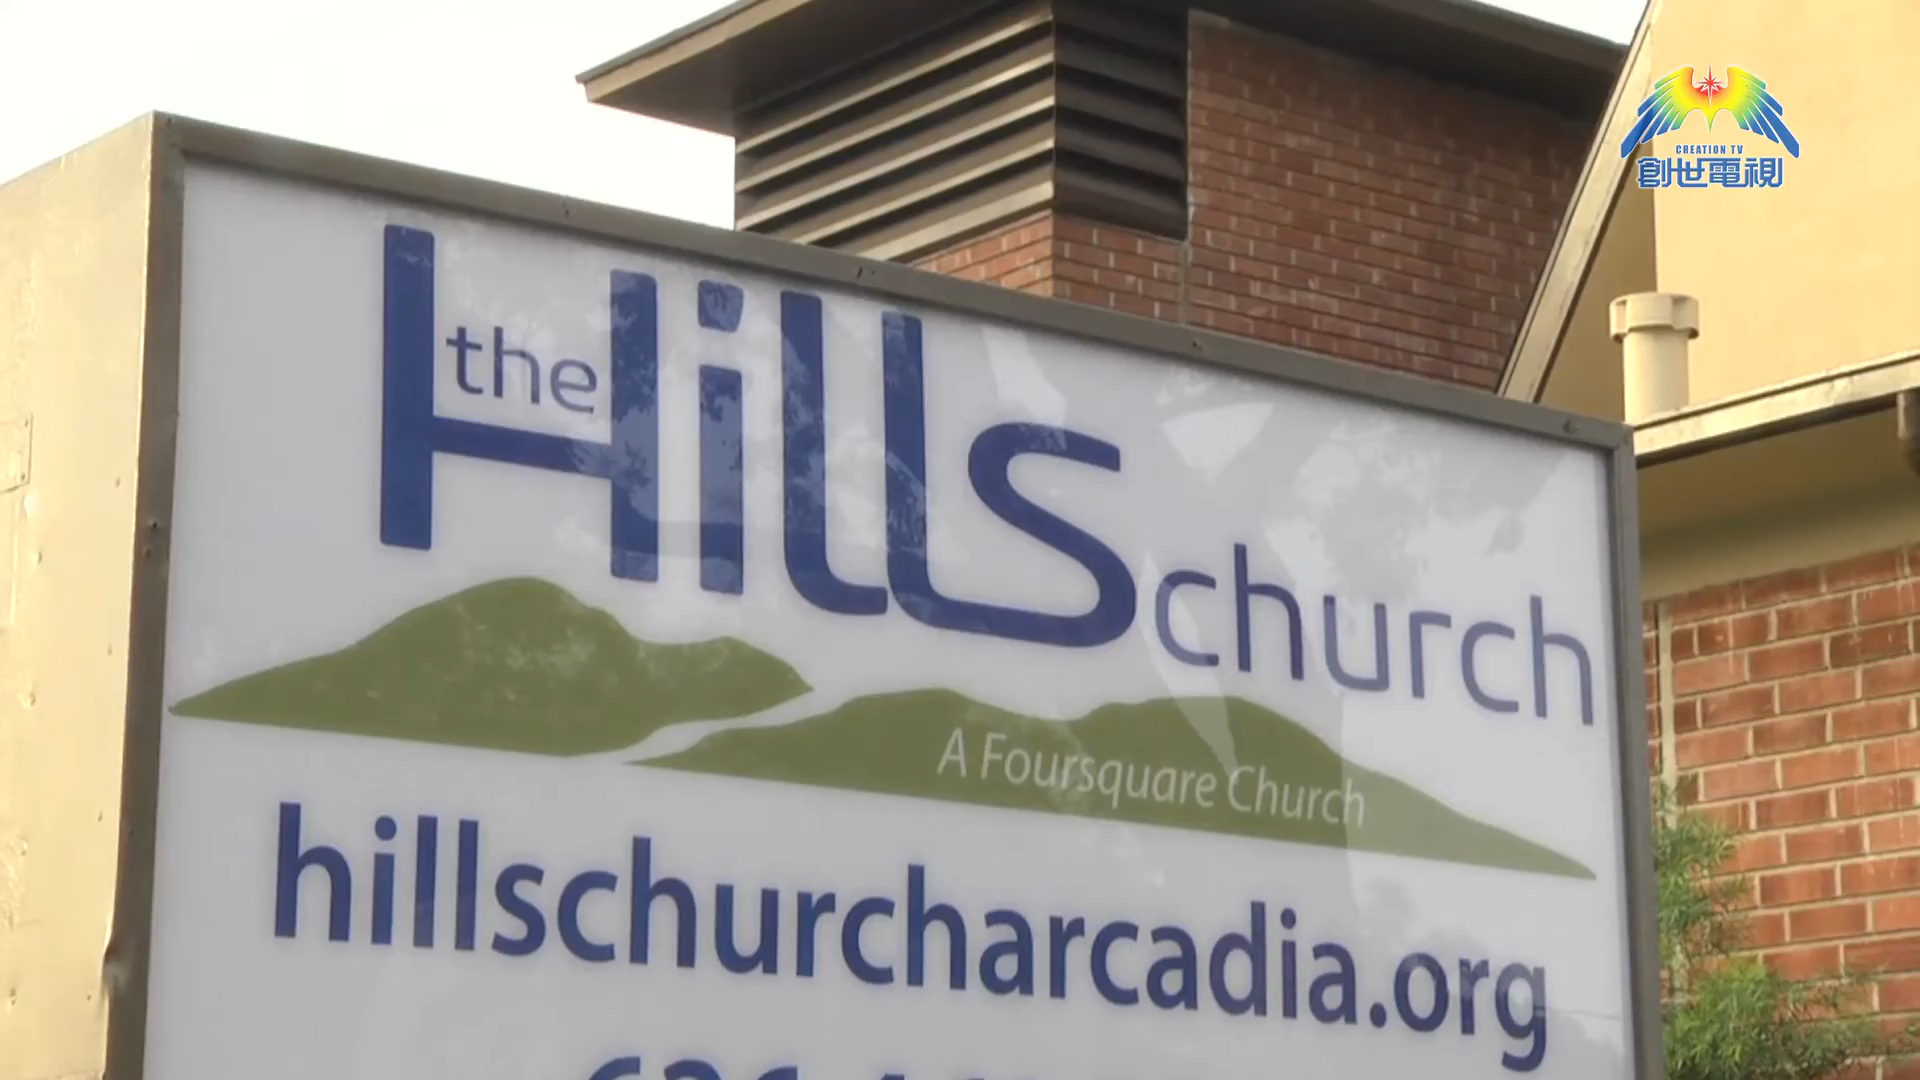 CREATION TV
創世電視
the Hills church
A Foursquare Church
hillschurcharcadia.org